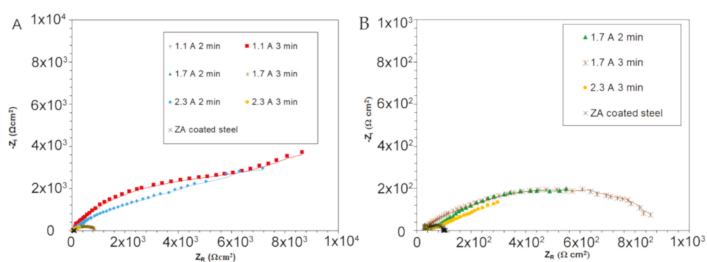 A
1x10⁴
8x10³
6x10³
4x10³
2x10³
0
-Zᵢ (Ωcm²)
1.1 A 2 min
1.1 A 3 min
1.7 A 2 min
1.7 A 3 min
2.3 A 2 min
2.3 A 3 min
ZA coated steel
0
2x10³
4x10³
6x10³
8x10³
1x10⁴
Z_R (Ωcm²)
B
1x10³
8x10²
6x10²
4x10²
2x10²
0
-Zᵢ (Ω cm²)
1.7 A 2 min
1.7 A 3 min
2.3 A 3 min
ZA coated steel
0
2x10²
4x10²
6x10²
8x10²
1x10³
Z_R (Ω cm²)